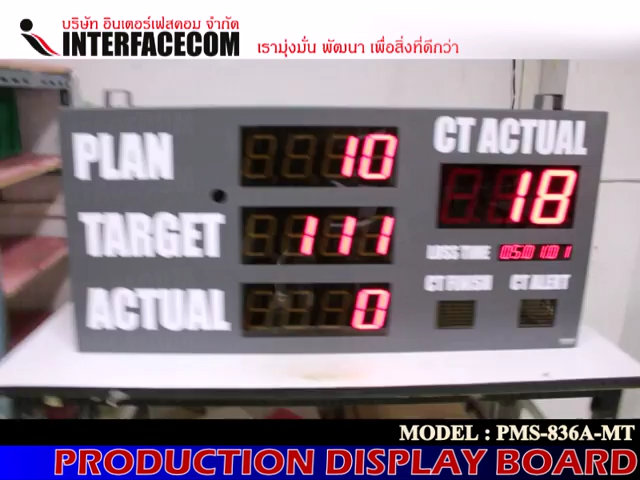 บริษัท อินเตอร์เฟสคอม จำกัด
INTERFACECOM
เรามุ่งมั่น พัฒนา เพื่อสิ่งที่ดีกว่า
PLAN 10
CT ACTUAL
18
TARGET 111
LOSS TIME
ACTUAL 0
CT FINISH CT ALERT
MODEL : PMS-836A-MT
PRODUCTION DISPLAY BOARD